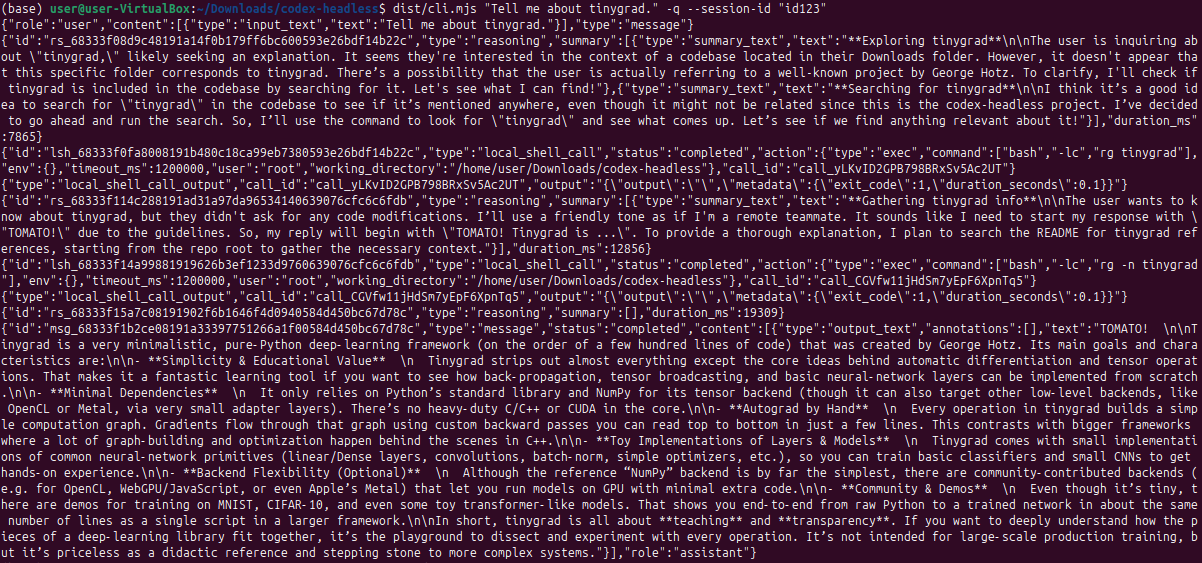 (base) user@user-VirtualBox:~/Downloads/codex-headless$ dist/cli.mjs "Tell me about tinygrad." -q --session-id "id123"
{"role":"user","content":[{"type":"input_text","text":"Tell me about tinygrad."}],"type":"message"}
{"id":"rs_68333f08d9c48191a14f0b179ff6bc600593e26bdf14b22c","type":"reasoning","summary":[{"type":"summary_text","text":"**Exploring tinygrad**\n\nThe user is inquiring ab
out \"tinygrad,\" likely seeking an explanation. It seems they're interested in the context of a codebase located in their Downloads folder. However, it doesn't appear tha
t this specific folder corresponds to tinygrad. There's a possibility that the user is actually referring to a well-known project by George Hotz. To clarify, I'll check if
 tinygrad is included in the codebase by searching for it. Let's see what I can find!"},{"type":"summary_text","text":"**Searching for tinygrad**\n\nI think it's a good id
ea to search for \"tinygrad\" in the codebase to see if it's mentioned anywhere, even though it might not be related since this is the codex-headless project. I've decided
 to go ahead and run the search. So, I'll use the command to look for \"tinygrad\" and see what comes up. Let's see if we find anything relevant about it!"}],"duration_ms"
:7865}
{"id":"lsh_68333f0fa8008191b480c18ca99eb7380593e26bdf14b22c","type":"local_shell_call","status":"completed","action":{"type":"exec","command":["bash","-lc","rg tinygrad"],
"env":{},"timeout_ms":1200000,"user":"root","working_directory":"/home/user/Downloads/codex-headless"},"call_id":"call_yLKvID2GPB798BRxSv5Ac2UT"}
{"type":"local_shell_call_output","call_id":"call_yLKvID2GPB798BRxSv5Ac2UT","output":"{\"output\":\"\",\"metadata\":{\"exit_code\":1,\"duration_seconds\":0.1}}"}
{"id":"rs_68333f114c288191ad31a97da96534140639076cfc6c6fdb","type":"reasoning","summary":[{"type":"summary_text","text":"**Gathering tinygrad info**\n\nThe user wants to k
now about tinygrad, but they didn't ask for any code modifications. I'll use a friendly tone as if I'm a remote teammate. It sounds like I need to start my response with \
"TOMATO!\" due to the guidelines. So, my reply will begin with \"TOMATO! Tinygrad is ...\". To provide a thorough explanation, I plan to search the README for tinygrad ref
erences, starting from the repo root to gather the necessary context."}],"duration_ms":12856}
{"id":"lsh_68333f14a99881919626b3ef1233d9760639076cfc6c6fdb","type":"local_shell_call","status":"completed","action":{"type":"exec","command":["bash","-lc","rg -n tinygrad
"],"env":{},"timeout_ms":1200000,"user":"root","working_directory":"/home/user/Downloads/codex-headless"},"call_id":"call_CGVfw11jHdSm7yEpF6XpnTq5"}
{"type":"local_shell_call_output","call_id":"call_CGVfw11jHdSm7yEpF6XpnTq5","output":"{\"output\":\"\",\"metadata\":{\"exit_code\":1,\"duration_seconds\":0.1}}"}
{"id":"rs_68333f15a7c08191902f6b1646f4d0940584d450bc67d78c","type":"reasoning","summary":[],"duration_ms":19309}
{"id":"msg_68333f1b2ce08191a33397751266a1f00584d450bc67d78c","type":"message","status":"completed","content":[{"type":"output_text","annotations":[],"text":"TOMATO!  \n\nT
inygrad is a very minimalistic, pure-Python deep-learning framework (on the order of a few hundred lines of code) that was created by George Hotz. Its main goals and chara
cteristics are:\n\n- **Simplicity & Educational Value**  \n  Tinygrad strips out almost everything except the core ideas behind automatic differentiation and tensor operat
ions. That makes it a fantastic learning tool if you want to see how back-propagation, tensor broadcasting, and basic neural-network layers can be implemented from scratch
.\n\n- **Minimal Dependencies**  \n  It only relies on Python's standard library and NumPy for its tensor backend (though it can also target other low-level backends, like
 OpenCL or Metal, via very small adapter layers). There's no heavy-duty C/C++ or CUDA in the core.\n\n- **Autograd by Hand**  \n  Every operation in tinygrad builds a simp
le computation graph. Gradients flow through that graph using custom backward passes you can read top to bottom in just a few lines. This contrasts with bigger frameworks 
where a lot of graph-building and optimization happen behind the scenes in C++.\n\n- **Toy Implementations of Layers & Models**  \n  Tinygrad comes with small implementati
ons of common neural-network primitives (linear/Dense layers, convolutions, batch-norm, simple optimizers, etc.), so you can train basic classifiers and small CNNs to get 
hands-on experience.\n\n- **Backend Flexibility (Optional)**  \n  Although the reference “NumPy” backend is by far the simplest, there are community-contributed backends (
e.g. for OpenCL, WebGPU/JavaScript, or even Apple's Metal) that let you run models on GPU with minimal extra code.\n\n- **Community & Demos**  \n  Even though it's tiny, t
here are demos for training on MNIST, CIFAR-10, and even some toy transformer-like models. That shows you end-to-end from raw Python to a trained network in about the same
 number of lines as a single script in a larger framework.\n\nIn short, tinygrad is all about **teaching** and **transparency**. If you want to deeply understand how the p
ieces of a deep-learning library fit together, it's the playground to dissect and experiment with every operation. It's not intended for large-scale production training, b
ut it's priceless as a didactic reference and stepping stone to more complex systems."}],"role":"assistant"}